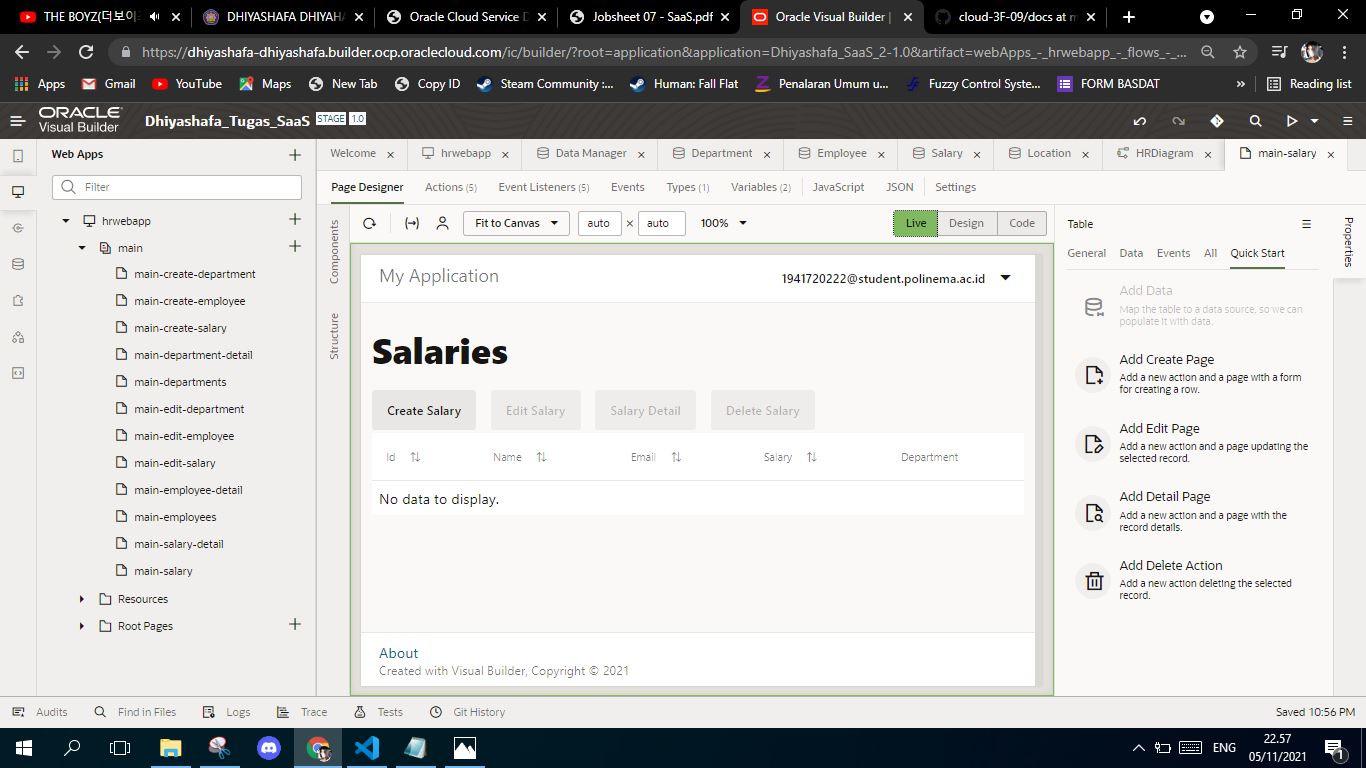 THE BOYZ(더보이
DHIYASHAFA DHIYAH
Oracle Cloud Service D
Jobsheet 07 - SaaS.pdf
Oracle Visual Builder |
cloud-3F-09/docs at m
https://dhiyashafa-dhiyashafa.builder.ocp.oraclecloud.com/ic/builder/?root=application&application=Dhiyashafa_SaaS_2-1.0&artifact=webApps_-_hrwebapp_-_flows_-_...
Apps
Gmail
YouTube
Maps
New Tab
Copy ID
Steam Community :...
Human: Fall Flat
Penalaran Umum u...
Fuzzy Control Syste...
FORM BASDAT
»
Reading list
ORACLE
Visual Builder
Dhiyashafa_Tugas_SaaS
STAGE
1.0
Web Apps
Filter
hrwebapp
main
main-create-department
main-create-employee
main-create-salary
main-department-detail
main-departments
main-edit-department
main-edit-employee
main-edit-salary
main-employee-detail
main-employees
main-salary-detail
main-salary
Resources
Root Pages
Welcome
hrwebapp
Data Manager
Department
Employee
Salary
Location
HRDiagram
main-salary
Page Designer
Actions (5)
Event Listeners (5)
Events
Types (1)
Variables (2)
JavaScript
JSON
Settings
Components
Structure
Fit to Canvas
auto
×
auto
100%
Live
Design
Code
My Application
1941720222@student.polinema.ac.id
Salaries
Create Salary
Edit Salary
Salary Detail
Delete Salary
Id
Name
Email
Salary
Department
No data to display.
About
Created with Visual Builder, Copyright © 2021
Table
General
Data
Events
All
Quick Start
Add Data
Map the table to a data source, so we can
populate it with data.
Add Create Page
Add a new action and a page with a form
for creating a row.
Add Edit Page
Add a new action and a page updating the
selected record.
Add Detail Page
Add a new action and a page with the
record details.
Add Delete Action
Add a new action deleting the selected
record.
Properties
Audits
Find in Files
Logs
Trace
Tests
Git History
Saved 10:56 PM
ENG
22.57
05/11/2021
1